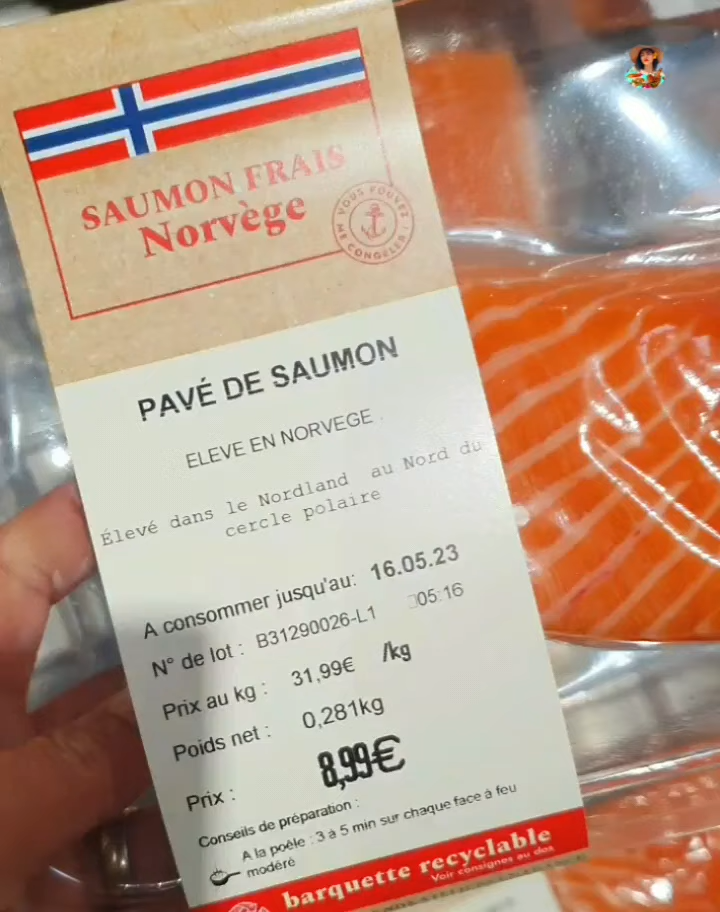 SAUMON FRAIS
Norvège
VOUS POUVEZ
ME CONGELER !
PAVÉ DE SAUMON
ELEVE EN NORVEGE
Élevé dans le Nordland au Nord du
cercle polaire
A consommer jusqu'au: 16.05.23
N° de lot : B31290026-L1 05:16
Prix au kg : 31,99€ /kg
Poids net : 0,281kg
Prix : 8,99€
Conseils de préparation :
A la poêle : 3 à 5 min sur chaque face à feu
modéré
barquette recyclable
Voir consignes au dos